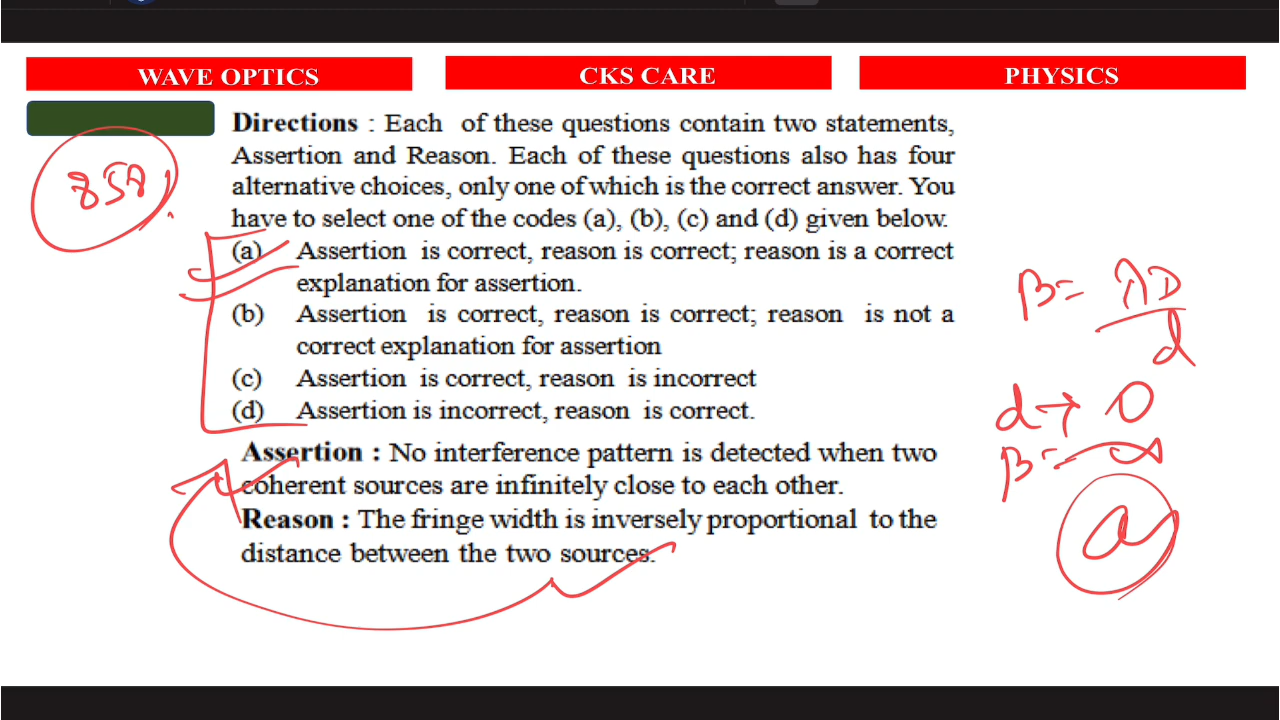 WAVE OPTICS
CKS CARE
PHYSICS
858
Directions : Each of these questions contain two statements,
Assertion and Reason. Each of these questions also has four
alternative choices, only one of which is the correct answer. You
have to select one of the codes (a), (b), (c) and (d) given below.
(a) Assertion is correct, reason is correct; reason is a correct
explanation for assertion.
(b) Assertion is correct, reason is correct; reason is not a
correct explanation for assertion
(c) Assertion is correct, reason is incorrect
(d) Assertion is incorrect, reason is correct.
Assertion : No interference pattern is detected when two
coherent sources are infinitely close to each other.
Reason : The fringe width is inversely proportional to the
distance between the two sources.
β = λD
d
d → 0
β = ∞
a